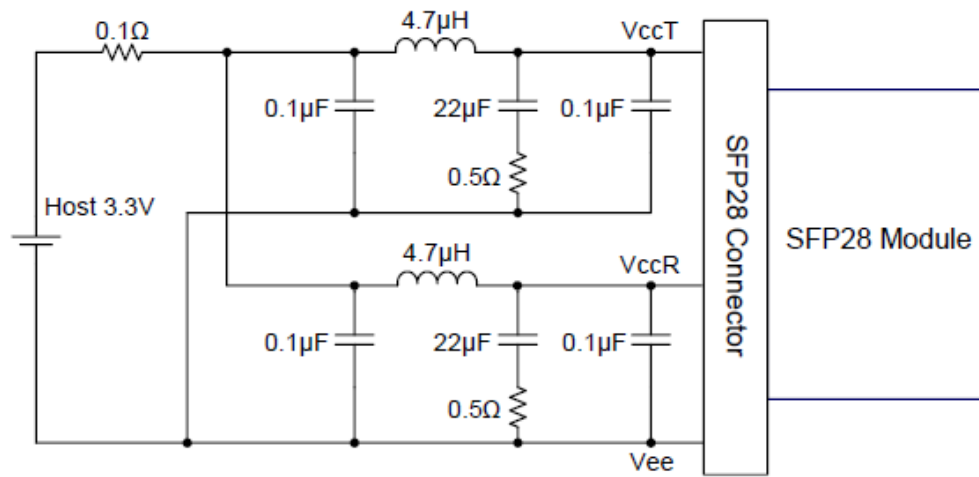 4.7μH
VccT
0.1Ω
0.1μF
22μF
0.1μF
0.5Ω
Host 3.3V
SFP28 Connector
SFP28 Module
4.7μH
VccR
0.1μF
22μF
0.1μF
0.5Ω
Vee